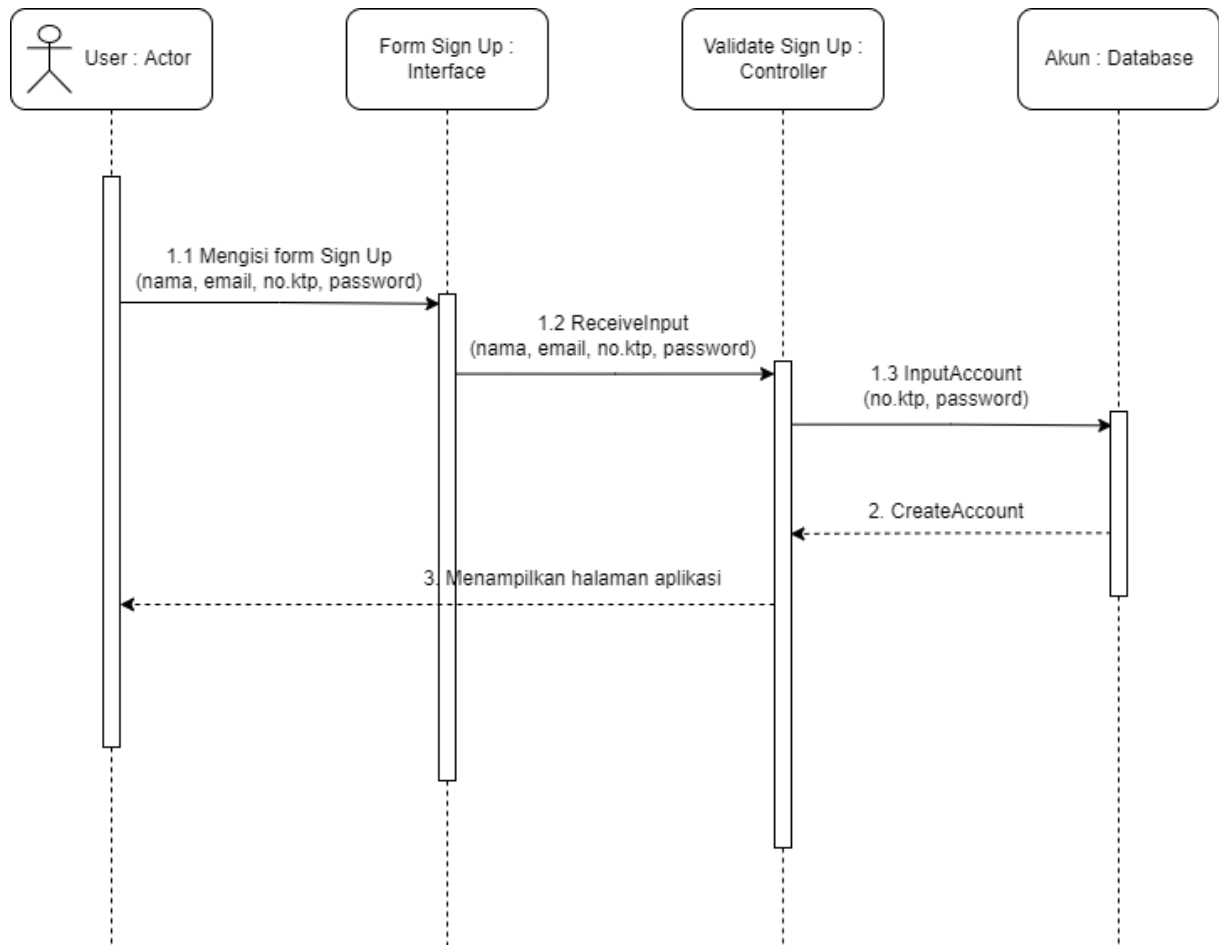 User : Actor
Form Sign Up :
Interface
Validate Sign Up :
Controller
Akun : Database
1.1 Mengisi form Sign Up
(nama, email, no.ktp, password)
1.2 ReceiveInput
(nama, email, no.ktp, password)
1.3 InputAccount
(no.ktp, password)
2. CreateAccount
3. Menampilkan halaman aplikasi